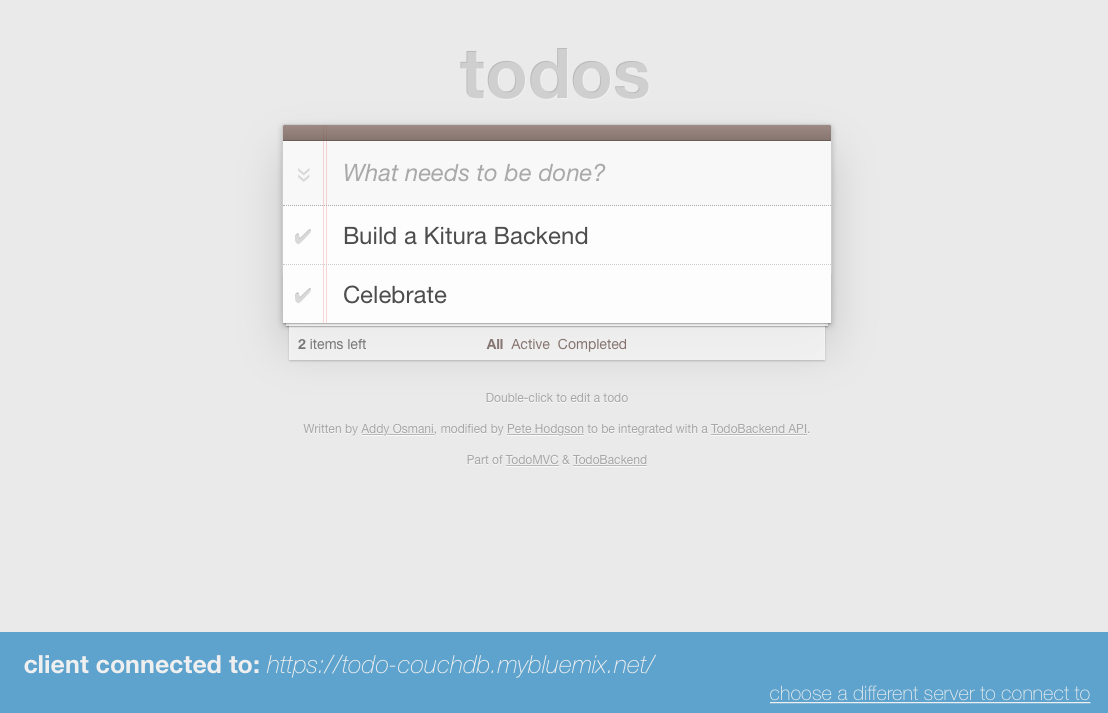 todos
What needs to be done?
Build a Kitura Backend
Celebrate
2 items left All Active Completed
Double-click to edit a todo
Written by Addy Osmani, modified by Pete Hodgson to be integrated with a TodoBackend API.
Part of TodoMVC & TodoBackend
client connected to: https://todo-couchdb.mybluemix.net/
choose a different server to connect to